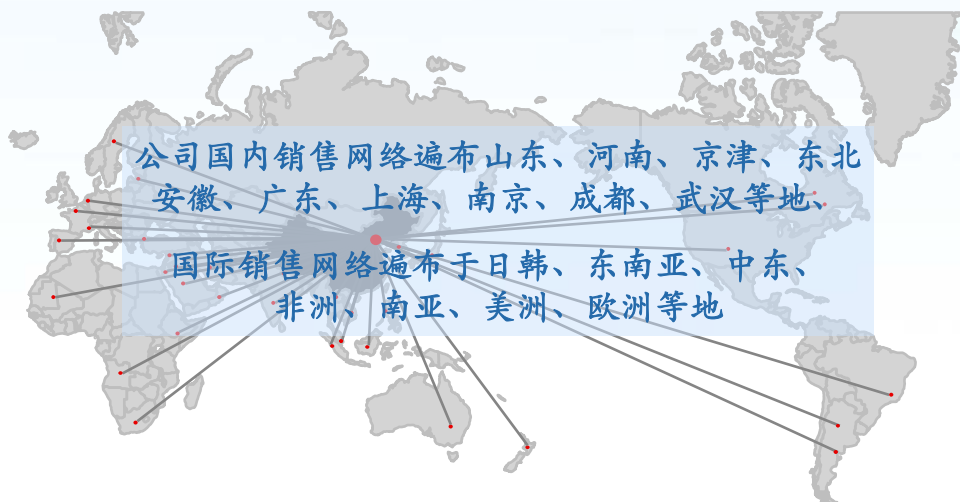 公司国内销售网络遍布山东、河南、京津、东北
安徽、广东、上海、南京、成都、武汉等地、
国际销售网络遍布于日韩、东南亚、中东、
非洲、南亚、美洲、欧洲等地